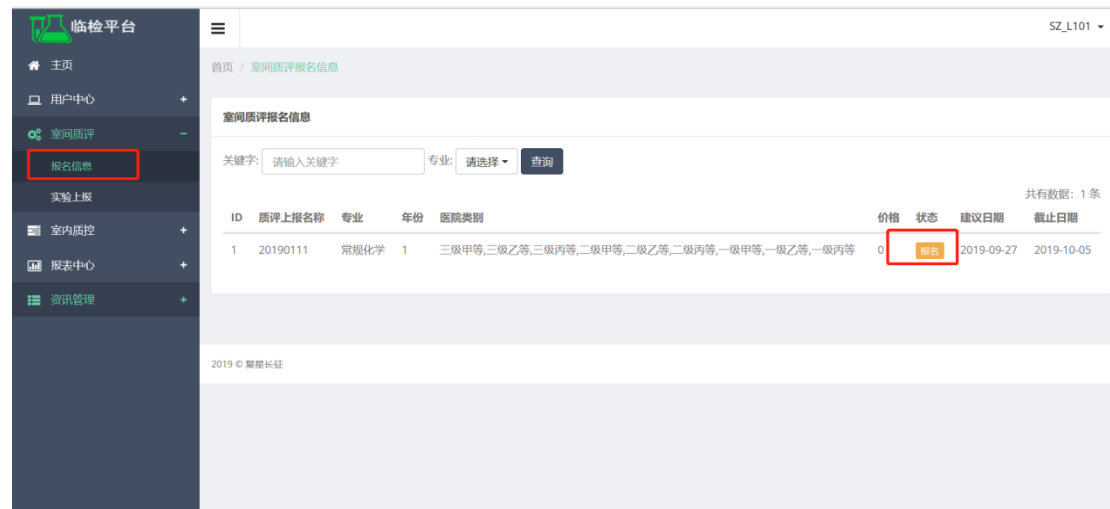 临检平台
SZ_L101
主页
首页 / 室间质评报名信息
用户中心 +
室间质评报名信息
室间质评 -
关键字: 请输入关键字 专业: 请选择 查询
报名信息
实验上报
共有数据：1 条
ID 质评上报名称 专业 年份 医院类别 价格 状态 建议日期 截止日期
室内质控 +
1 20190111 常规化学 1 三级甲等,三级乙等,三级丙等,二级甲等,二级乙等,二级丙等,一级甲等,一级乙等,一级丙等 0 报名 2019-09-27 2019-10-05
报表中心 +
资讯管理 +
2019 © 复星长征